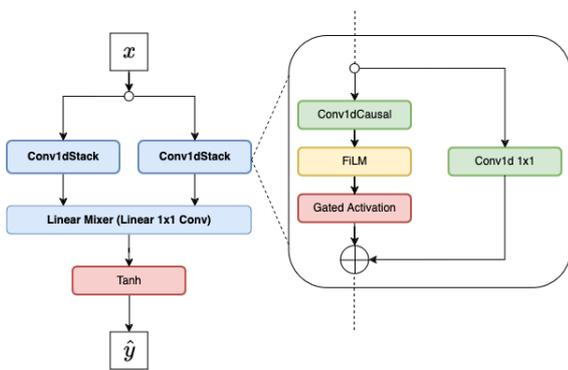 x
Conv1dStack
Conv1dStack
Linear Mixer (Linear 1x1 Conv)
Tanh
ŷ
Conv1dCausal
FiLM
Gated Activation
Conv1d 1x1